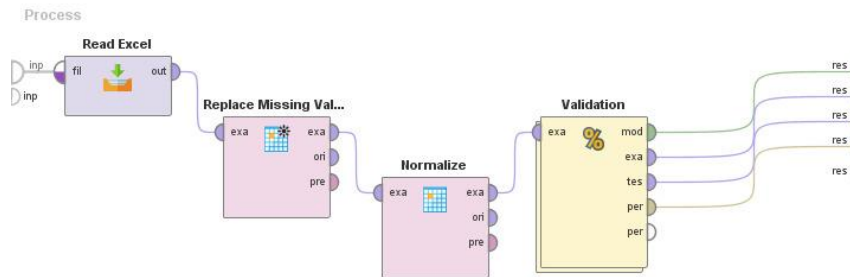 Process
Read Excel
inp
fil
out
inp
Replace Missing Val...
exa
exa
ori
pre
Normalize
exa
exa
ori
pre
Validation
%
exa
mod
exa
tes
per
per
res
res
res
res
res